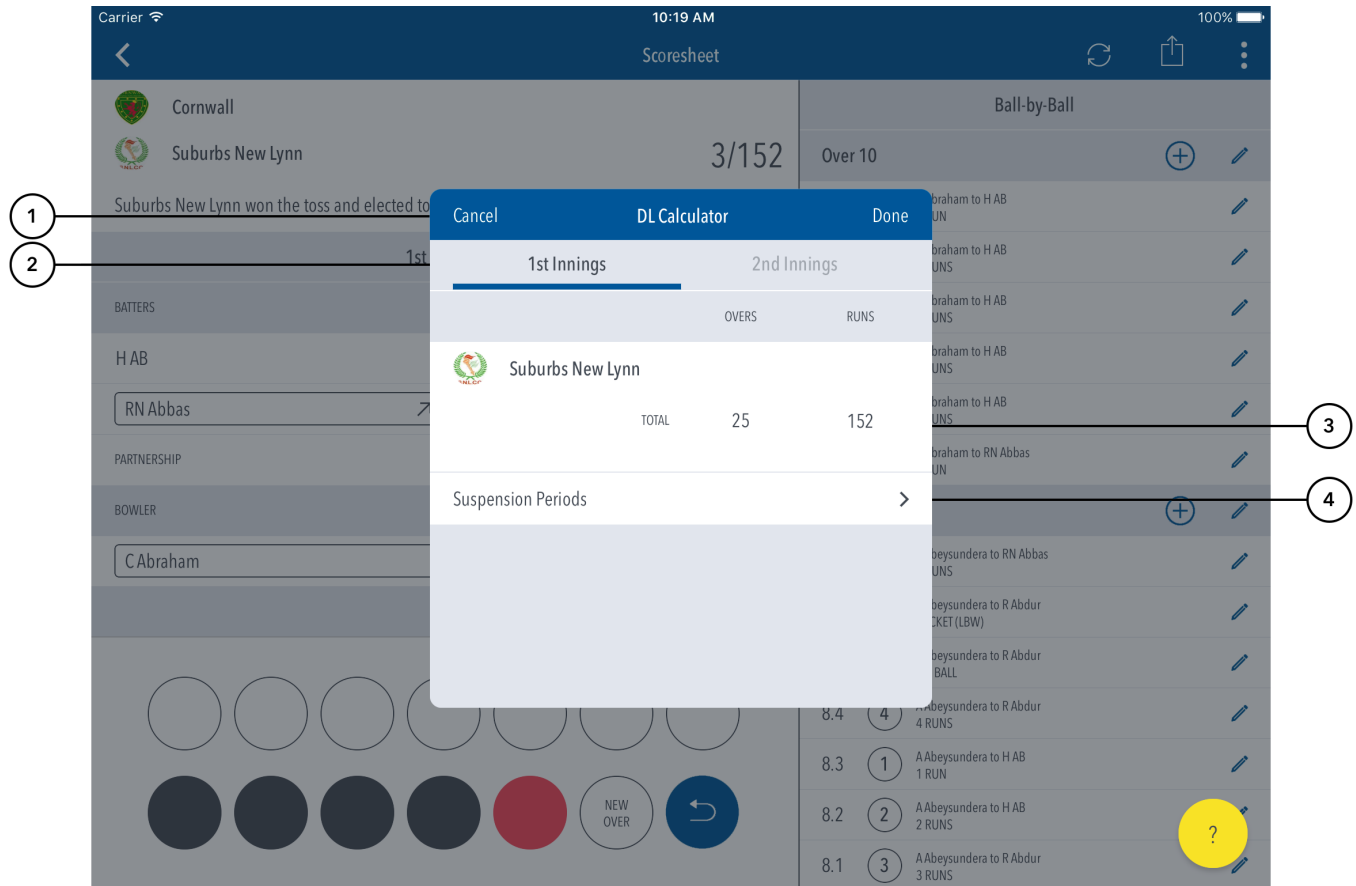 Carrier 10:19 AM 100%
Scoresheet
Cornwall
Suburbs New Lynn 3/152
Suburbs New Lynn won the toss and elected to
1st
BATTERS
H AB
RN Abbas
PARTNERSHIP
BOWLER
C Abraham
NEW
OVER
Cancel DL Calculator Done
1st Innings 2nd Innings
OVERS RUNS
Suburbs New Lynn
TOTAL 25 152
Suspension Periods
Ball-by-Ball
Over 10
braham to H AB
UN
braham to H AB
UNS
braham to H AB
UNS
braham to H AB
UNS
braham to H AB
UNS
braham to RN Abbas
UN
beysundera to RN Abbas
UNS
beysundera to R Abdur
CKET (LBW)
beysundera to R Abdur
BALL
8.4 4 A Abeysundera to R Abdur
4 RUNS
8.3 1 A Abeysundera to H AB
1 RUN
8.2 2 A Abeysundera to H AB
2 RUNS
8.1 3 A Abeysundera to R Abdur
3 RUNS
?
1
2
3
4